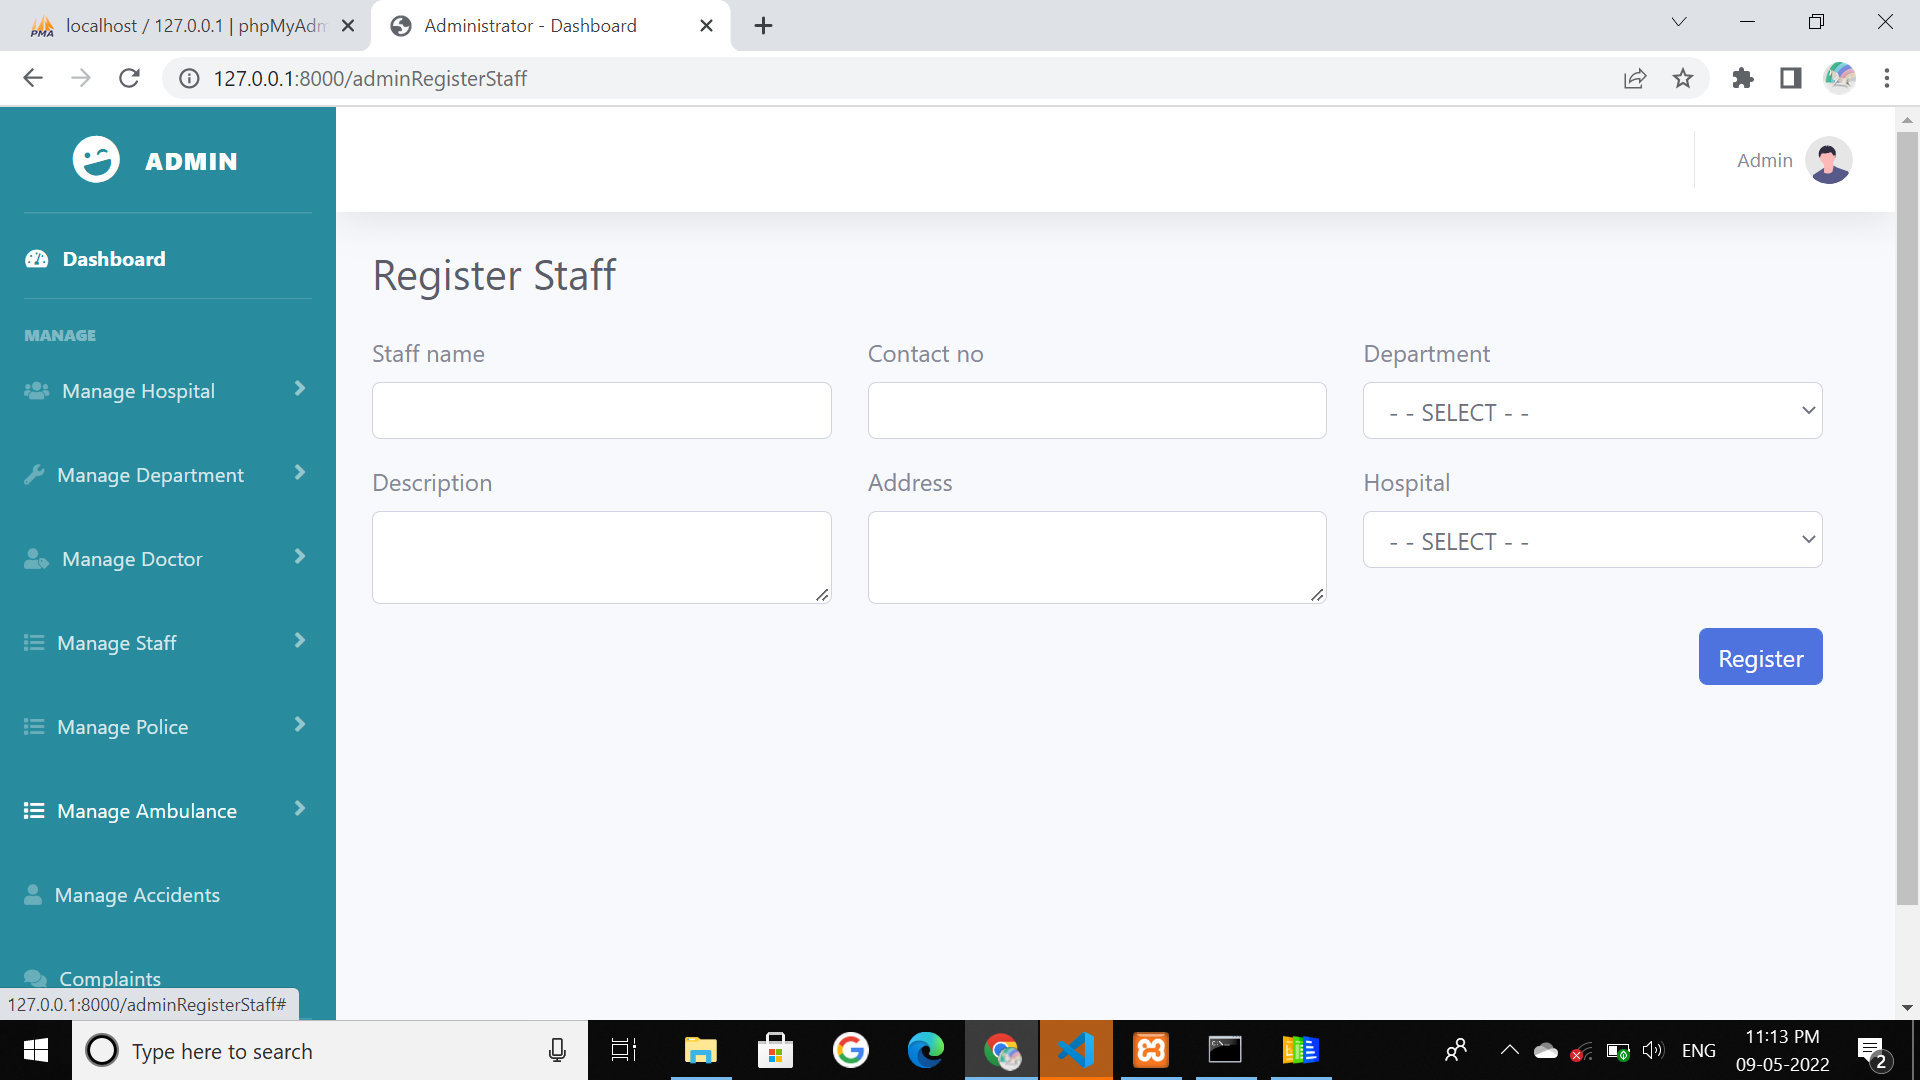 localhost / 127.0.0.1 | phpMyAdm
Administrator - Dashboard
127.0.0.1:8000/adminRegisterStaff
ADMIN
Admin
Dashboard
MANAGE
Manage Hospital
Manage Department
Manage Doctor
Manage Staff
Manage Police
Manage Ambulance
Manage Accidents
Complaints
Register Staff
Staff name
Contact no
Department
- - SELECT - -
Description
Address
Hospital
- - SELECT - -
Register
127.0.0.1:8000/adminRegisterStaff#
Type here to search
ENG
11:13 PM
09-05-2022
2